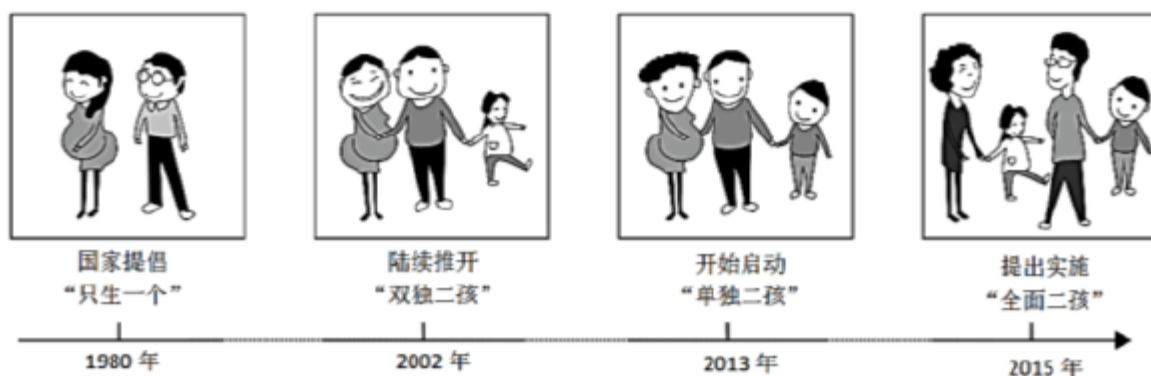 国家提倡
“只生一个”
陆续推开
“双独二孩”
开始启动
“单独二孩”
提出实施
“全面二孩”
1980 年
2002 年
2013 年
2015 年